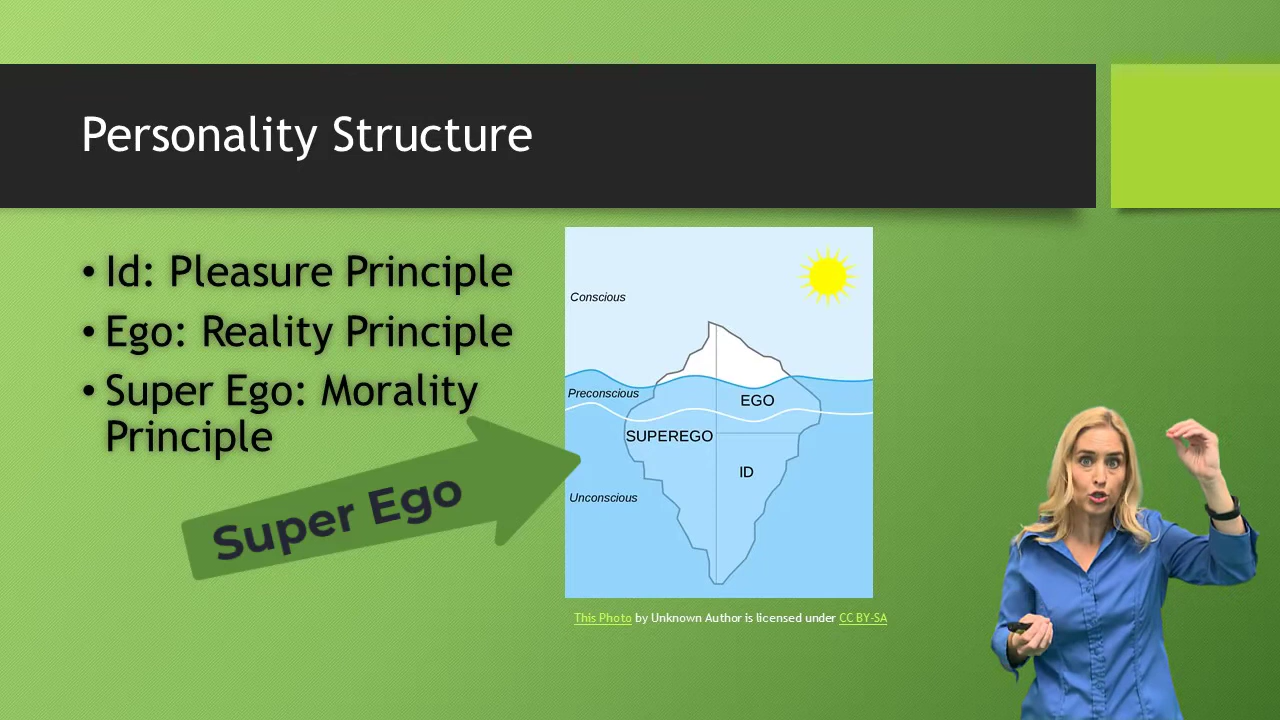 Personality Structure
• Id: Pleasure Principle
• Ego: Reality Principle
• Super Ego: Morality
Principle
Super Ego
Conscious
Preconscious
EGO
SUPEREGO
ID
Unconscious
This Photo by Unknown Author is licensed under CC BY-SA